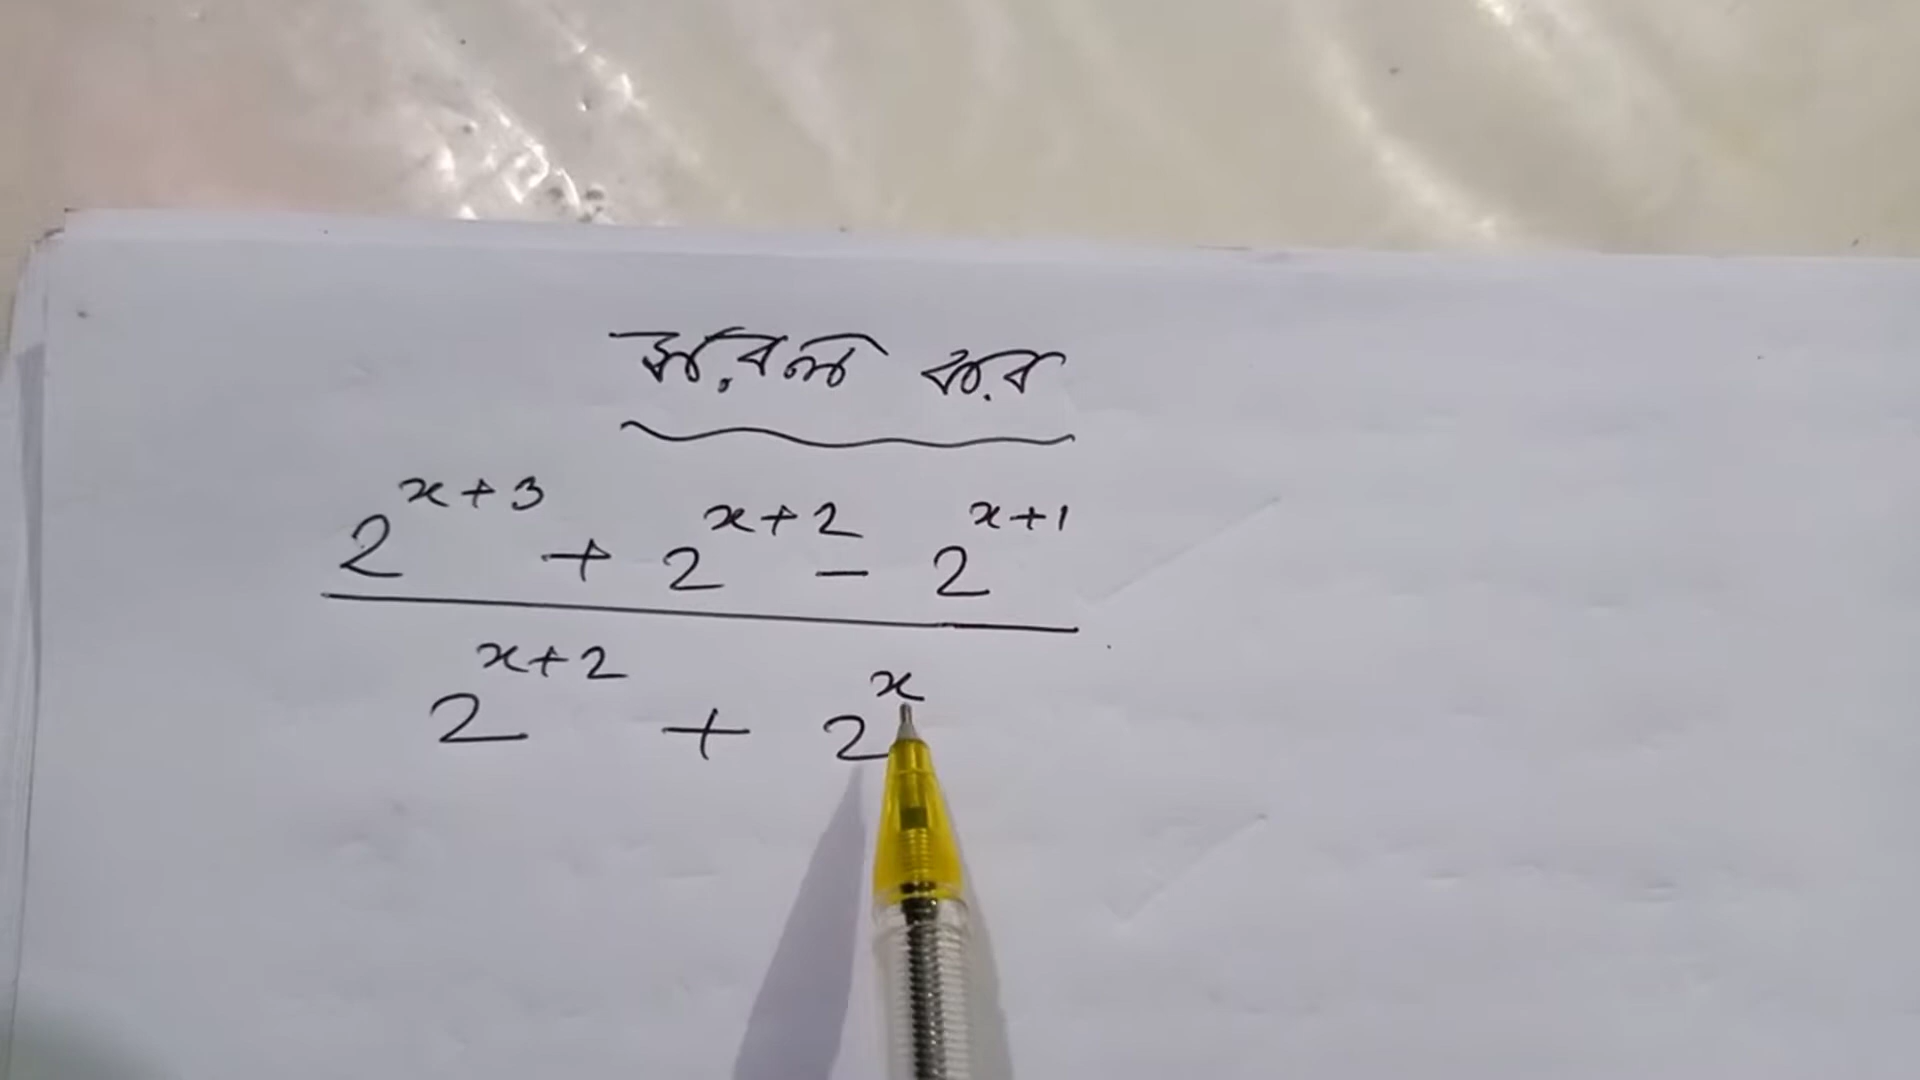 সরল কর
2^{x+3} + 2^{x+2} - 2^{x+1}
2^{x+2} + 2^x